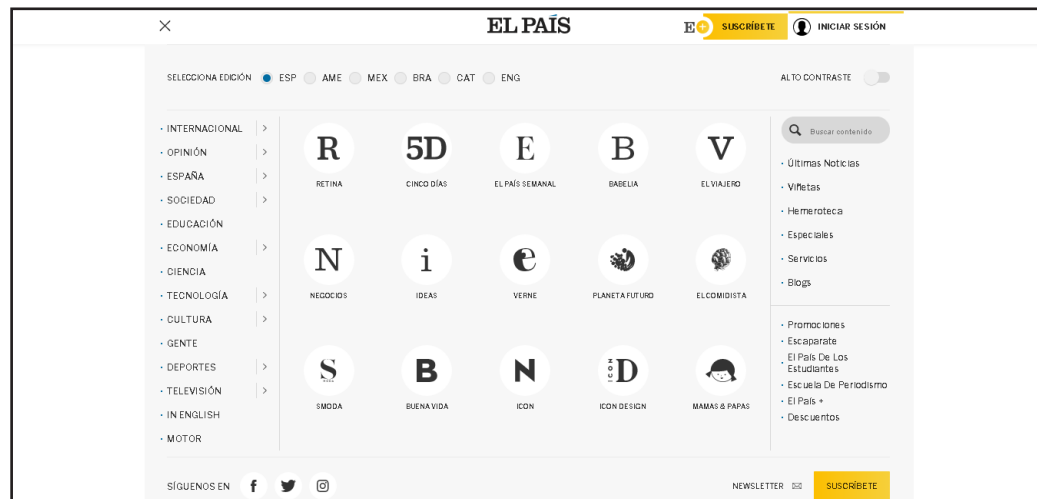 EL PAÍS
E+ SUSCRÍBETE INICIAR SESIÓN
SELECCIONA EDICIÓN ESP AME MEX BRA CAT ENG
ALTO CONTRASTE
INTERNACIONAL
OPINIÓN
ESPAÑA
SOCIEDAD
EDUCACIÓN
ECONOMÍA
CIENCIA
TECNOLOGÍA
CULTURA
GENTE
DEPORTES
TELEVISIÓN
IN ENGLISH
MOTOR
R 5D E B V
RETINA CINCO DÍAS EL PAÍS SEMANAL BABELIA EL VIAJERO
N i e
NEGOCIOS IDEAS VERNE PLANETA FUTURO EL COMIDISTA
S B N ICON D
SMODA BUENAVIDA ICON ICON DESIGN MAMAS & PAPAS
Buscar contenido
Últimas Noticias
Viñetas
Hemeroteca
Especiales
Servicios
Blogs
Promociones
Escaparate
El País De Los
Estudiantes
Escuela De Periodismo
El País +
Descuentos
SÍGUENOS EN f
NEWSLETTER SUSCRÍBETE